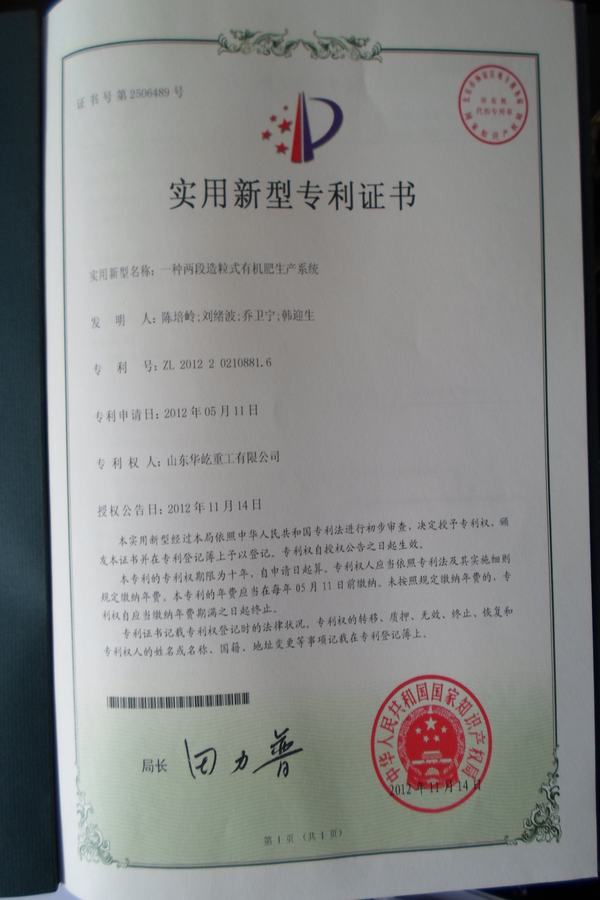 证书号第2506489号
实用新型专利证书
实用新型名称：一种两段造粒式有机肥生产系统
发明人：陈培岭;刘绪波;乔卫宁;韩迎生
专利号：ZL 2012 2 0210881.6
专利申请日：2012年05月11日
专利权人：山东华屹重工有限公司
授权公告日：2012年11月14日
本实用新型经过本局依照中华人民共和国专利法进行初步审查，决定授予专利权，颁
发本证书并在专利登记簿上予以登记。专利权自授权公告之日起生效。
本专利的专利权期限为十年，自申请日起算。专利权人应当依照专利法及其实施细则
规定缴纳年费。本专利的年费应当在每年05月11日前缴纳。未按照规定缴纳年费的，专
利权自应当缴纳年费期满之日起终止。
专利证书记载专利权登记时的法律状况。专利权的转移、质押、无效、终止、恢复和
专利权人的姓名或名称、国籍、地址变更等事项记载在专利登记簿上。
局长
田力普
中华人民共和国国家知识产权局
2012年11月14日
第1页（共1页）